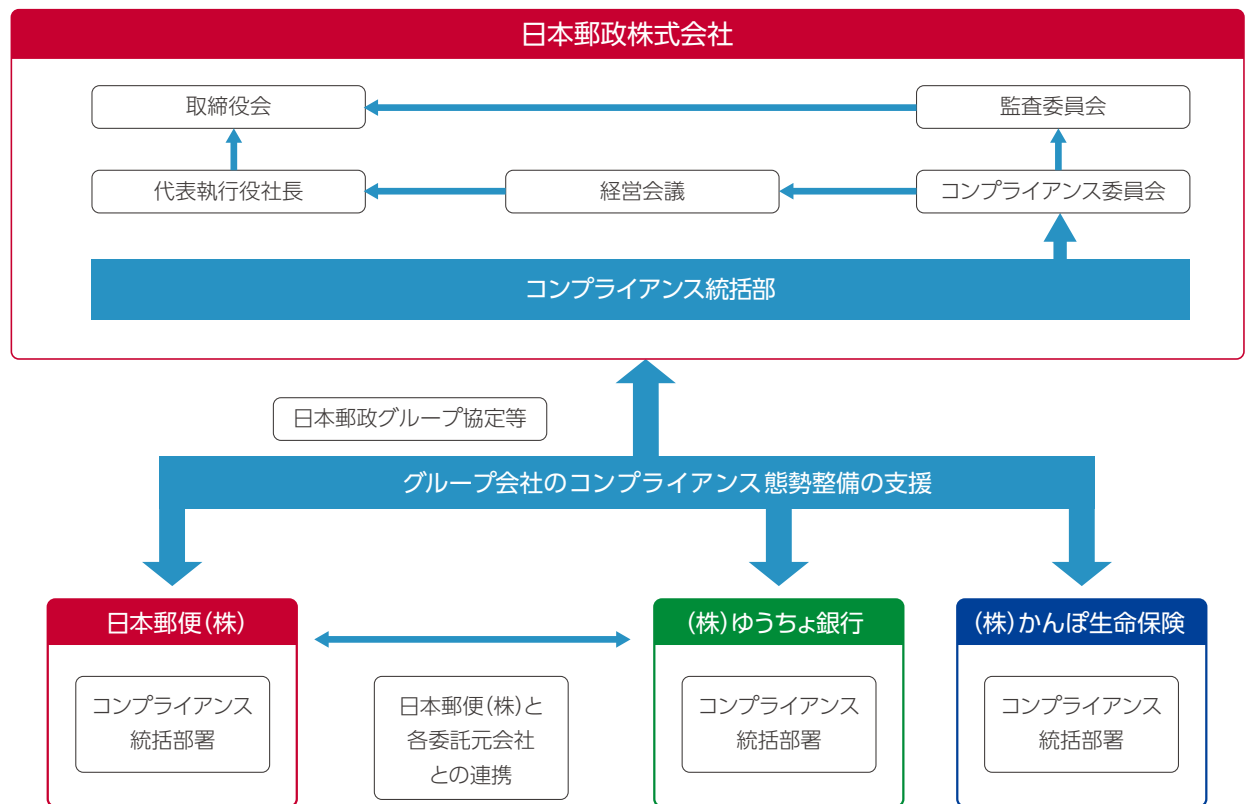 日本郵政株式会社
取締役会
監査委員会
代表執行役社長
経営会議
コンプライアンス委員会
コンプライアンス統括部
日本郵政グループ協定等
グループ会社のコンプライアンス態勢整備の支援
日本郵便(株)
(株)ゆうちょ銀行
(株)かんぽ生命保険
コンプライアンス
統括部署
日本郵便(株)と
各委託元会社
との連携
コンプライアンス
統括部署
コンプライアンス
統括部署